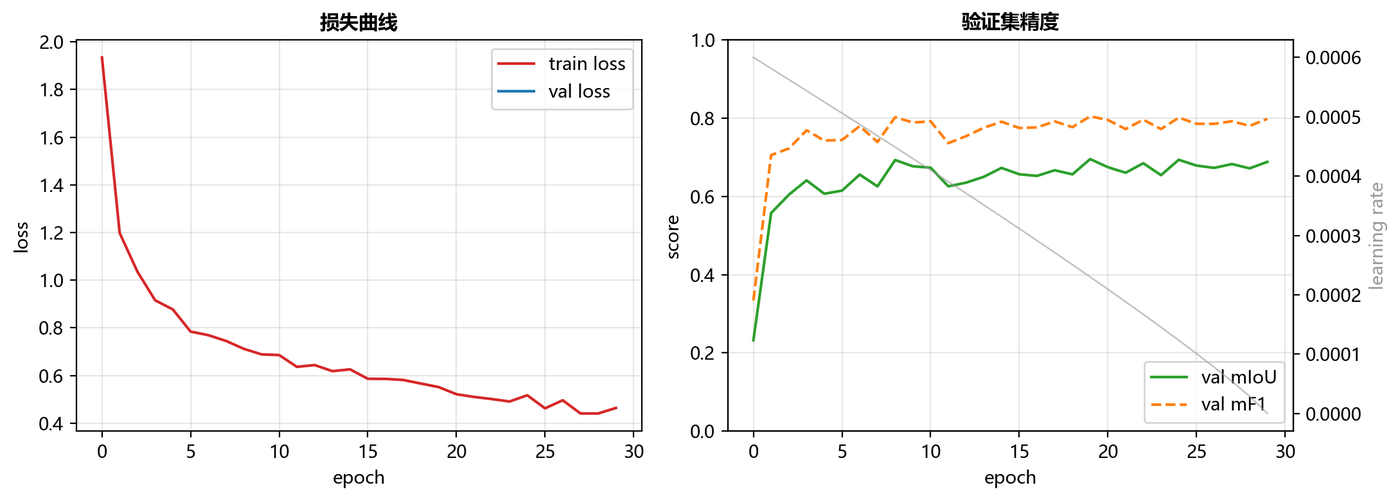 损失曲线
2.0
1.8
1.6
1.4
1.2
1.0
0.8
0.6
0.4
loss
0 5 10 15 20 25 30
epoch
train loss
val loss
验证集精度
1.0
0.8
0.6
0.4
0.2
0.0
score
0 5 10 15 20 25 30
epoch
val mIoU
val mF1
0.0006
0.0005
0.0004
0.0003
0.0002
0.0001
0.0000
learning rate